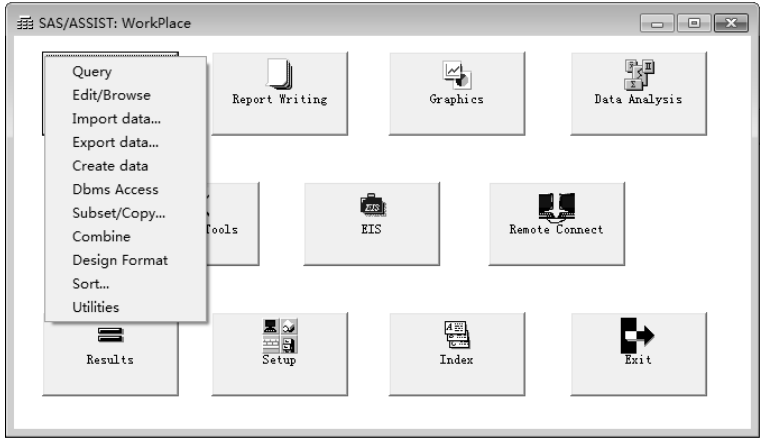 SAS/ASSIST: WorkPlace
Query
Edit/Browse
Import data...
Export data...
Create data
Dbms Access
Subset/Copy...
Combine
Design Format
Sort...
Utilities
Report Writing
Graphics
Data Analysis
Tools
EIS
EIS
Remote Connect
Results
Setup
Index
Exit